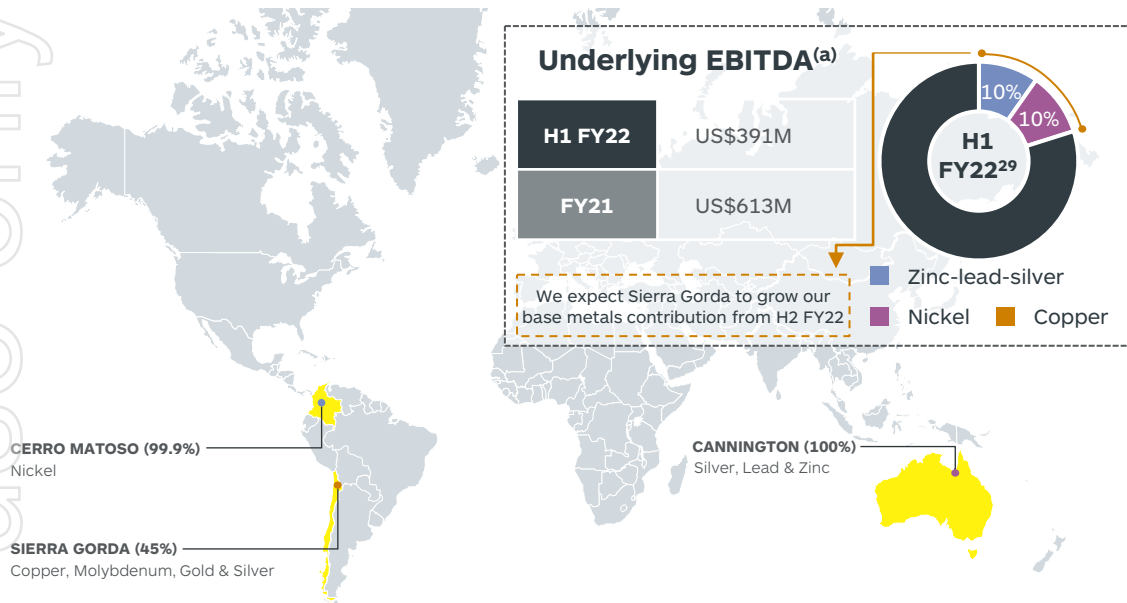 Underlying EBITDA(a)
H1 FY22 US$391M
FY21 US$613M
10%
10%
H1
FY22²⁹
We expect Sierra Gorda to grow our
base metals contribution from H2 FY22
Zinc-lead-silver
Nickel Copper
CERRO MATOSO (99.9%)
Nickel
CANNINGTON (100%)
Silver, Lead & Zinc
SIERRA GORDA (45%)
Copper, Molybdenum, Gold & Silver